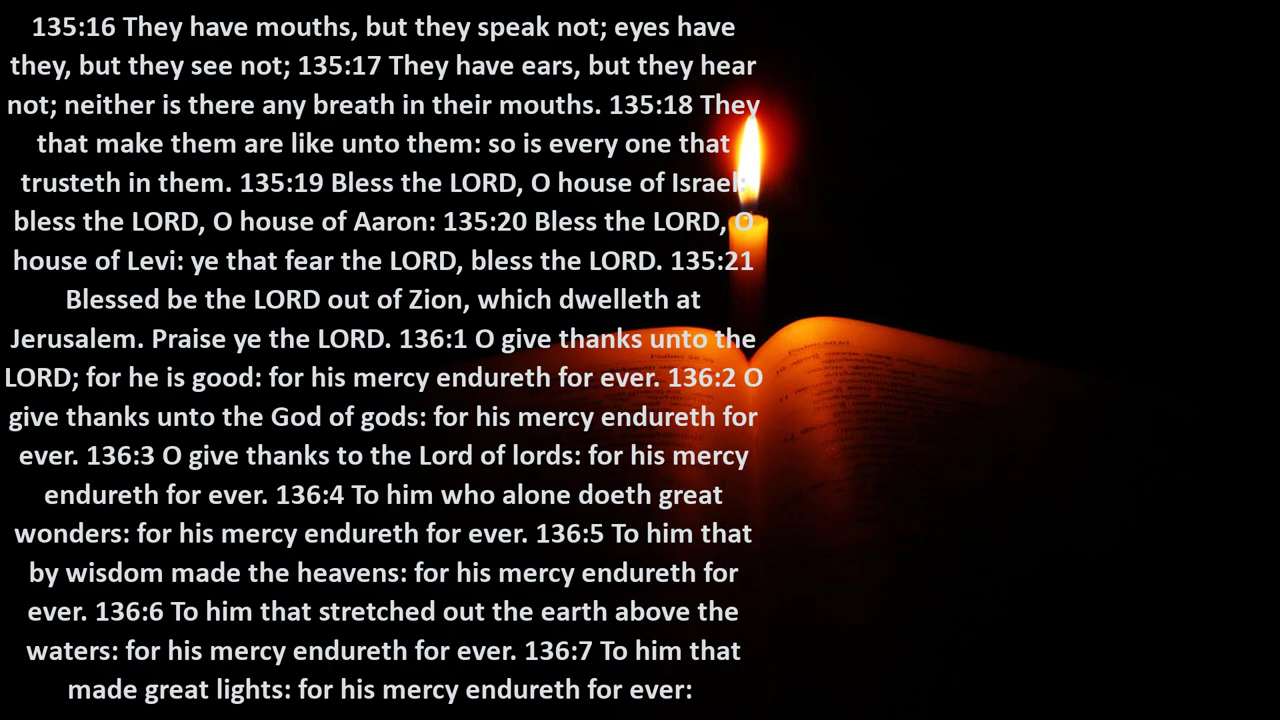 135:16 They have mouths, but they speak not; eyes have
they, but they see not; 135:17 They have ears, but they hear
not; neither is there any breath in their mouths. 135:18 They
that make them are like unto them: so is every one that
trusteth in them. 135:19 Bless the LORD, O house of Israel:
bless the LORD, O house of Aaron: 135:20 Bless the LORD, O
house of Levi: ye that fear the LORD, bless the LORD. 135:21
Blessed be the LORD out of Zion, which dwelleth at
Jerusalem. Praise ye the LORD. 136:1 O give thanks unto the
LORD; for he is good: for his mercy endureth for ever. 136:2 O
give thanks unto the God of gods: for his mercy endureth for
ever. 136:3 O give thanks to the Lord of lords: for his mercy
endureth for ever. 136:4 To him who alone doeth great
wonders: for his mercy endureth for ever. 136:5 To him that
by wisdom made the heavens: for his mercy endureth for
ever. 136:6 To him that stretched out the earth above the
waters: for his mercy endureth for ever. 136:7 To him that
made great lights: for his mercy endureth for ever: